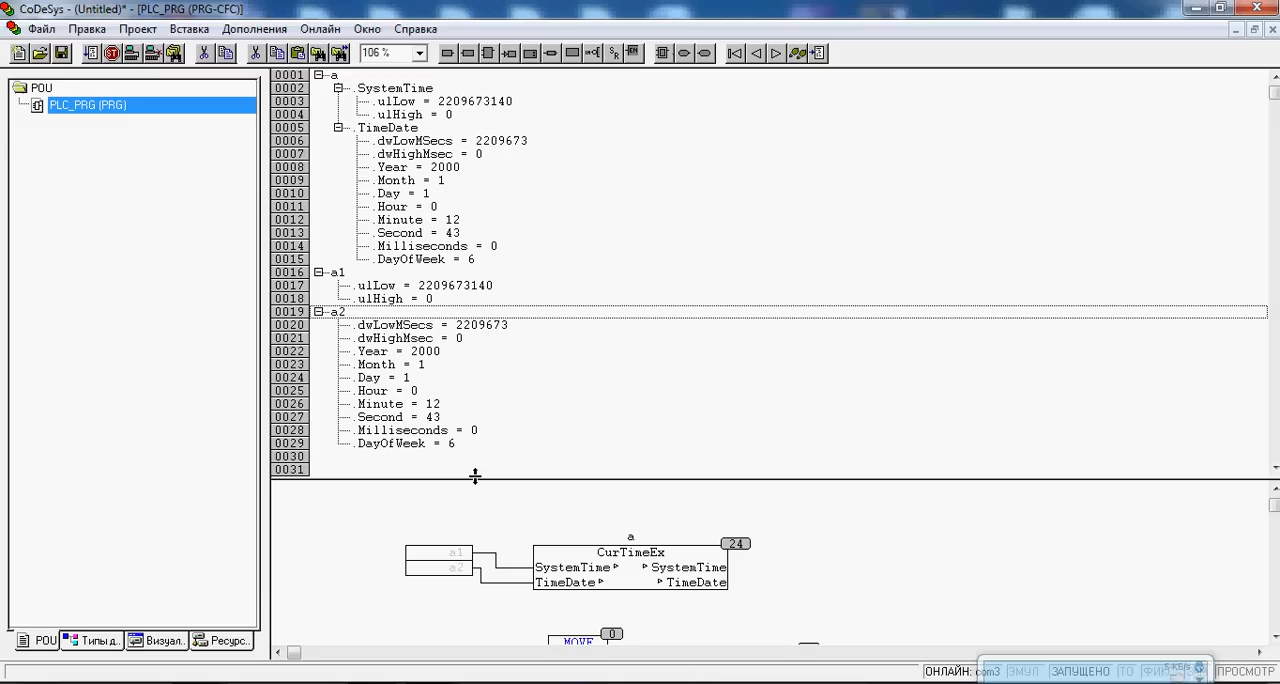 CoDeSys - (Untitled)* - [PLC_PRG (PRG-CFC)]
Файл Правка Проект Вставка Дополнения Онлайн Окно Справка
106 %
POU
PLC_PRG (PRG)
0001 a
0002 .SystemTime
0003 .ulLow = 2209673140
0004 .ulHigh = 0
0005 .TimeDate
0006 .dwLowMSecs = 2209673
0007 .dwHighMsec = 0
0008 .Year = 2000
0009 .Month = 1
0010 .Day = 1
0011 .Hour = 0
0012 .Minute = 12
0013 .Second = 43
0014 .Milliseconds = 0
0015 .DayOfWeek = 6
0016 a1
0017 .ulLow = 2209673140
0018 .ulHigh = 0
0019 a2
0020 .dwLowMSecs = 2209673
0021 .dwHighMsec = 0
0022 .Year = 2000
0023 .Month = 1
0024 .Day = 1
0025 .Hour = 0
0026 .Minute = 12
0027 .Second = 43
0028 .Milliseconds = 0
0029 .DayOfWeek = 6
0030
0031
a
24
a1 CurTimeEx
a2 SystemTime SystemTime
TimeDate TimeDate
0
MOVE
POU Типы д.. Визуал.. Ресурс..
ОНЛАЙН: com3 ЭМУЛ ЗАПУЩЕНО ТО 5 КБ/s ПРОСМОТР